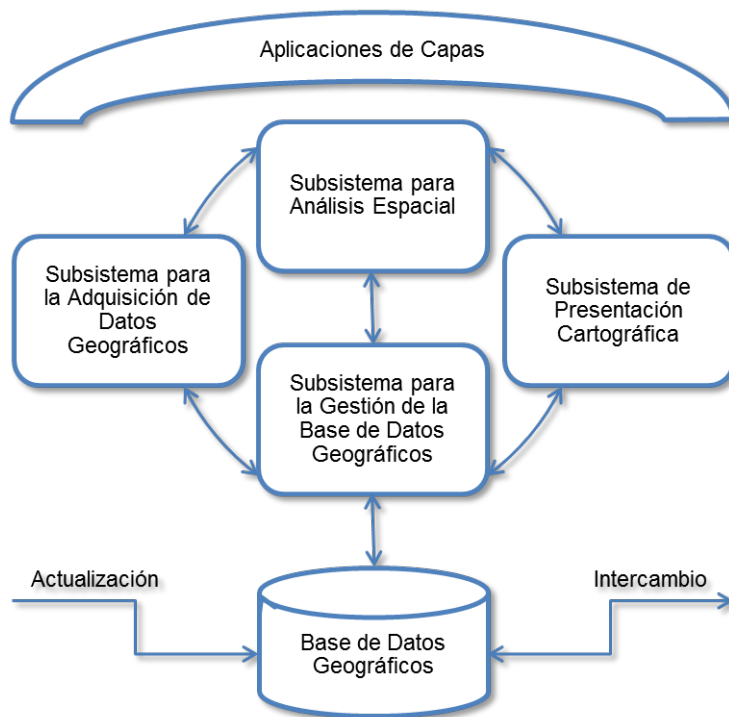 Aplicaciones de Capas
Subsistema para
Análisis Espacial
Subsistema para
la Adquisición de
Datos
Geográficos
Subsistema de
Presentación
Cartográfica
Subsistema para
la Gestión de la
Base de Datos
Geográficos
Actualización
Intercambio
Base de Datos
Geográficos